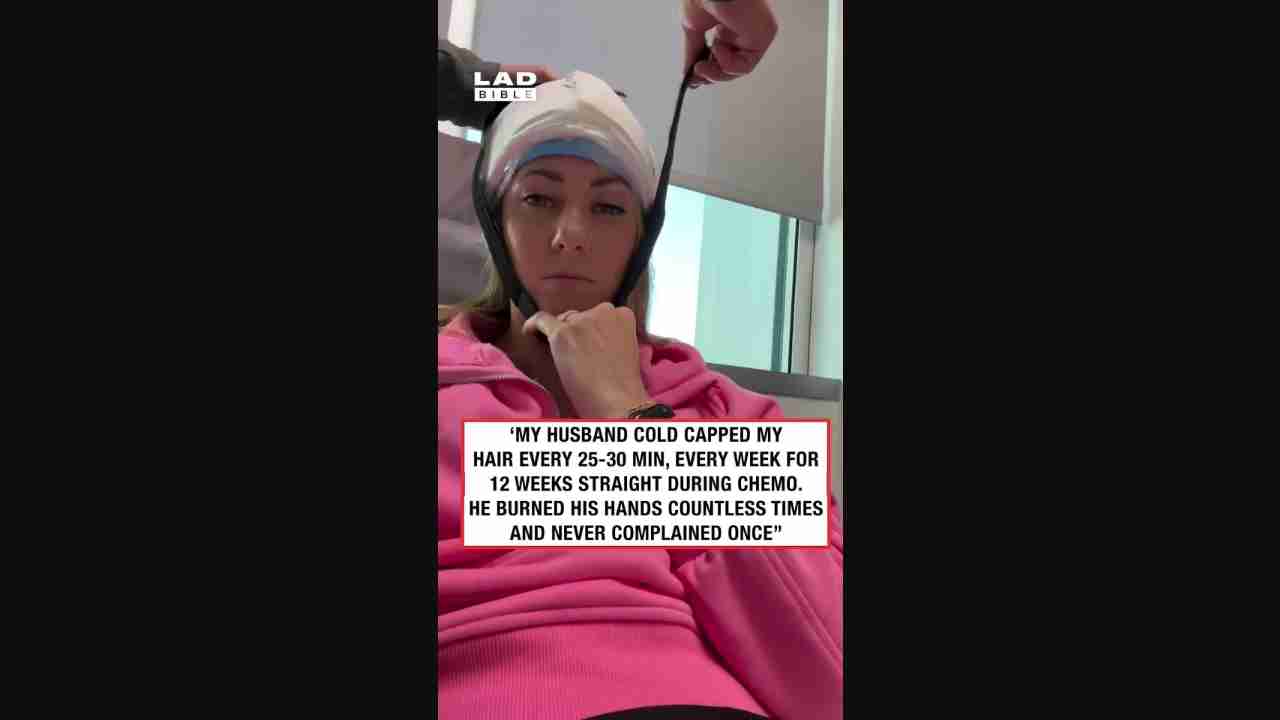 LAD
BIBLE
‘MY HUSBAND COLD CAPPED MY
HAIR EVERY 25-30 MIN, EVERY WEEK FOR
12 WEEKS STRAIGHT DURING CHEMO.
HE BURNED HIS HANDS COUNTLESS TIMES
AND NEVER COMPLAINED ONCE”